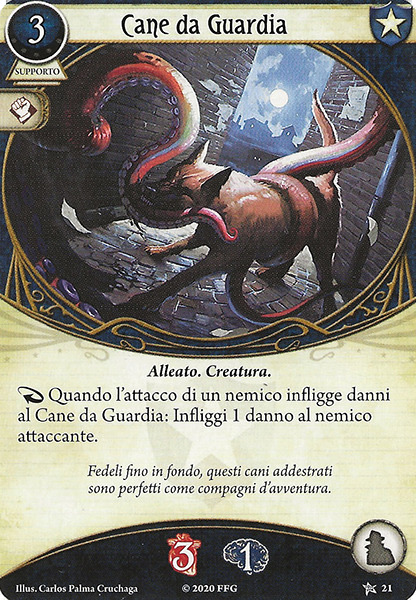 3
Cane da Guardia
SUPPORTO
Alleato. Creatura.
Quando l'attacco di un nemico infligge danni
al Cane da Guardia: Infliggi 1 danno al nemico
attaccante.
Fedeli fino in fondo, questi cani addestrati
sono perfetti come compagni d'avventura.
3
1
Illus. Carlos Palma Cruchaga
© 2020 FFG
21